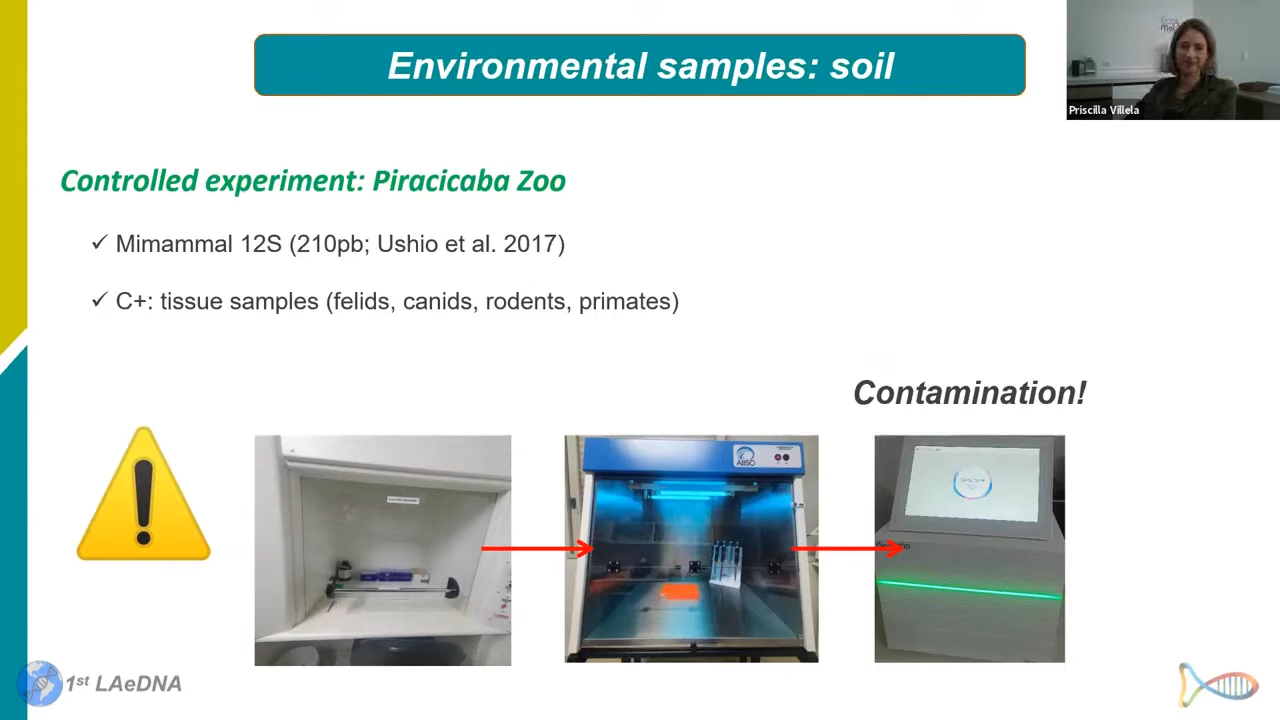 Environmental samples: soil
Priscilla Villela
Controlled experiment: Piracicaba Zoo
✓ Mimammal 12S (210pb; Ushio et al. 2017)
✓ C+: tissue samples (felids, canids, rodents, primates)
Contamination!
ABSO
1st LAeDNA